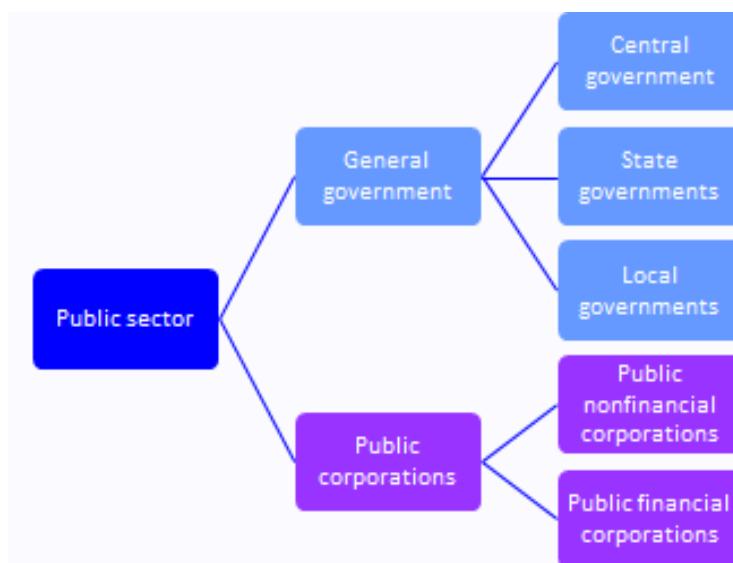 Central
government
General
government
State
governments
Local
governments
Public sector
Public
nonfinancial
corporations
Public
corporations
Public financial
corporations